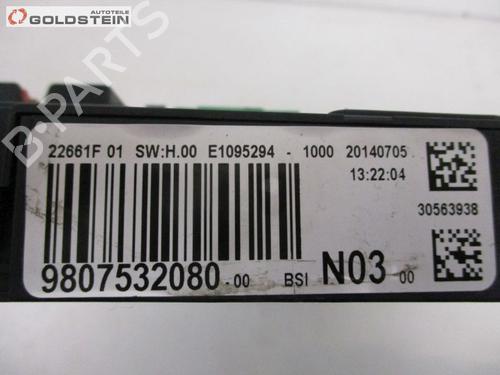 AUTOTEILE
GOLDSTEIN
B-PARTS
22661F 01 SW:H.00 E1095294 - 1000 20140705
13:22:04
30563938
9807532080-00 BSI N03 00